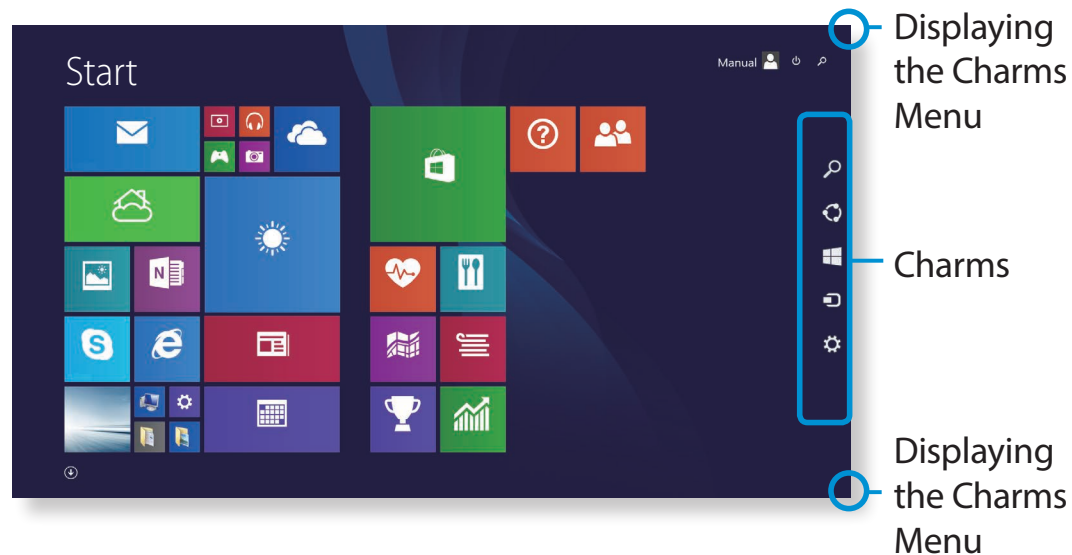 Start
Manual
Displaying
the Charms
Menu
Charms
Displaying
the Charms
Menu